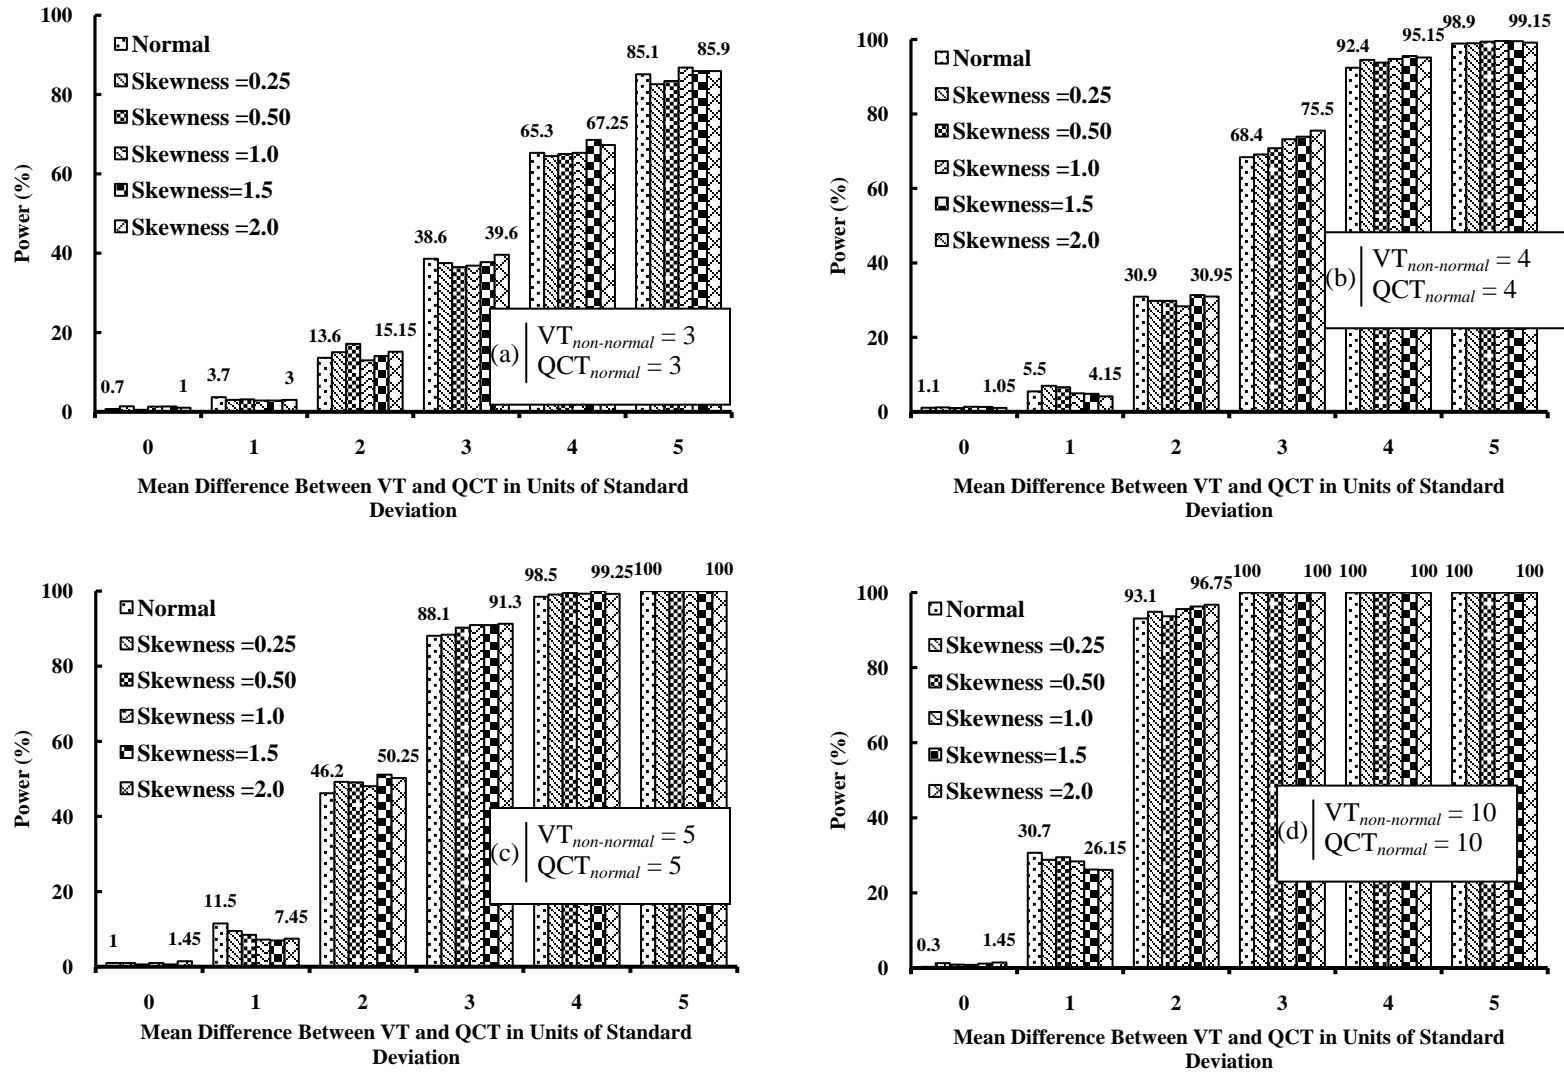 100
80
60
40
20
0
Power (%)
Normal
Skewness =0.25
Skewness =0.50
Skewness =1.0
Skewness=1.5
Skewness =2.0
0.7 1
3.7 3
13.6 15.15
38.6 39.6
65.3 67.25
85.1 85.9
(a) VTnon-normal = 3
QCTnormal = 3
0 1 2 3 4 5
Mean Difference Between VT and QCT in Units of Standard
Deviation
100
80
60
40
20
0
Power (%)
Normal
Skewness =0.25
Skewness =0.50
Skewness =1.0
Skewness=1.5
Skewness =2.0
1.1 1.05
5.5 4.15
30.9 30.95
68.4 75.5
92.4 95.15
98.9 99.15
(b) VTnon-normal = 4
QCTnormal = 4
0 1 2 3 4 5
Mean Difference Between VT and QCT in Units of Standard
Deviation
100
80
60
40
20
0
Power (%)
Normal
Skewness =0.25
Skewness =0.50
Skewness =1.0
Skewness=1.5
Skewness =2.0
1 1.45
11.5 7.45
46.2 50.25
88.1 91.3
98.5 99.25
100 100
(c) VTnon-normal = 5
QCTnormal = 5
0 1 2 3 4 5
Mean Difference Between VT and QCT in Units of Standard
Deviation
100
80
60
40
20
0
Power (%)
Normal
Skewness =0.25
Skewness =0.50
Skewness =1.0
Skewness=1.5
Skewness =2.0
0.3 1.45
30.7 26.15
93.1 96.75
100 100
100 100
100 100
(d) VTnon-normal = 10
QCTnormal = 10
0 1 2 3 4 5
Mean Difference Between VT and QCT in Units of Standard
Deviation